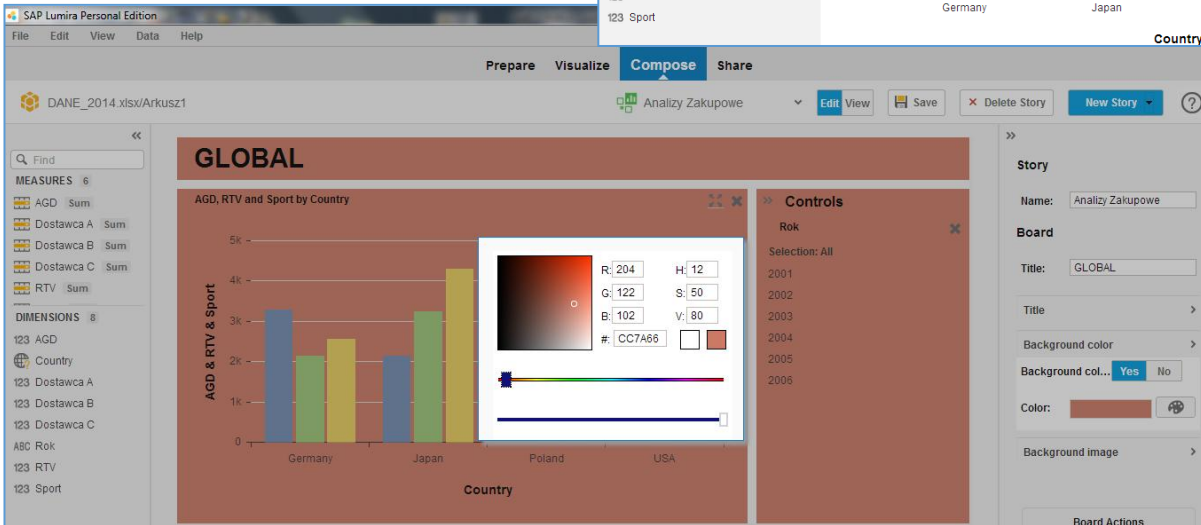 123 Sport
Germany Japan
Country
SAP Lumira Personal Edition
File Edit View Data Help
Prepare Visualize Compose Share
DANE_2014.xlsx/Arkusz1
Analizy Zakupowe
Edit View
Save
Delete Story
New Story
?
Find
MEASURES 6
AGD Sum
Dostawca A Sum
Dostawca B Sum
Dostawca C Sum
RTV Sum
DIMENSIONS 8
123 AGD
Country
123 Dostawca A
123 Dostawca B
123 Dostawca C
ABC Rok
123 RTV
123 Sport
GLOBAL
AGD, RTV and Sport by Country
AGD & RTV & Sport
5k
4k
3k
2k
1k
0
Germany Japan Poland USA
Country
R: 204 H: 12
G: 122 S: 50
B: 102 V: 80
#: CC7A66
Controls
Rok
Selection: All
2001
2002
2003
2004
2005
2006
Story
Name: Analizy Zakupowe
Board
Title: GLOBAL
Title
Background color
Background col... Yes No
Color:
Background image
Board Actions